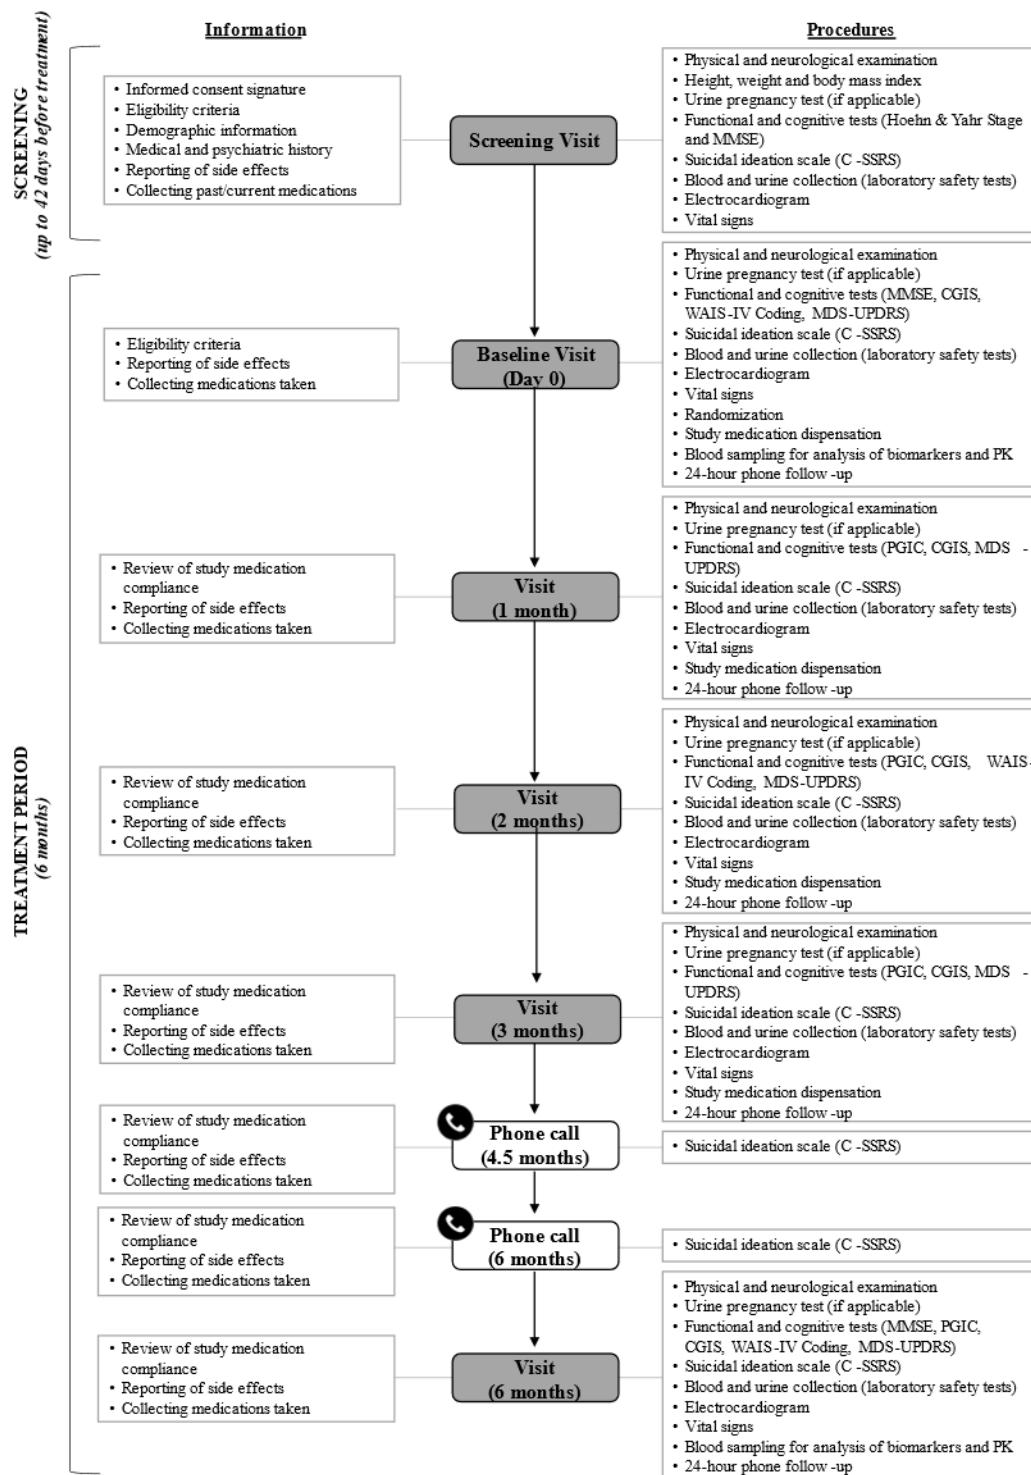 Information
Procedures
SCREENING
(up to 42 days before treatment)
• Informed consent signature
• Eligibility criteria
• Demographic information
• Medical and psychiatric history
• Reporting of side effects
• Collecting past/current medications
Screening Visit
• Physical and neurological examination
• Height, weight and body mass index
• Urine pregnancy test (if applicable)
• Functional and cognitive tests (Hoehn & Yahr Stage
and MMSE)
• Suicidal ideation scale (C -SSRS)
• Blood and urine collection (laboratory safety tests)
• Electrocardiogram
• Vital signs
TREATMENT PERIOD
(6 months)
• Eligibility criteria
• Reporting of side effects
• Collecting medications taken
Baseline Visit
(Day 0)
• Physical and neurological examination
• Urine pregnancy test (if applicable)
• Functional and cognitive tests (MMSE, CGIS,
WAIS -IV Coding, MDS-UPDRS)
• Suicidal ideation scale (C -SSRS)
• Blood and urine collection (laboratory safety tests)
• Electrocardiogram
• Vital signs
• Randomization
• Study medication dispensation
• Blood sampling for analysis of biomarkers and PK
• 24-hour phone follow -up
• Review of study medication
compliance
• Reporting of side effects
• Collecting medications taken
Visit
(1 month)
• Physical and neurological examination
• Urine pregnancy test (if applicable)
• Functional and cognitive tests (PGIC, CGIS, MDS -
UPDRS)
• Suicidal ideation scale (C -SSRS)
• Blood and urine collection (laboratory safety tests)
• Electrocardiogram
• Vital signs
• Study medication dispensation
• 24-hour phone follow -up
• Review of study medication
compliance
• Reporting of side effects
• Collecting medications taken
Visit
(2 months)
• Physical and neurological examination
• Urine pregnancy test (if applicable)
• Functional and cognitive tests (PGIC, CGIS, WAIS-
IV Coding, MDS-UPDRS)
• Suicidal ideation scale (C -SSRS)
• Blood and urine collection (laboratory safety tests)
• Electrocardiogram
• Vital signs
• Study medication dispensation
• 24-hour phone follow -up
• Review of study medication
compliance
• Reporting of side effects
• Collecting medications taken
Visit
(3 months)
• Physical and neurological examination
• Urine pregnancy test (if applicable)
• Functional and cognitive tests (PGIC, CGIS, MDS -
UPDRS)
• Suicidal ideation scale (C -SSRS)
• Blood and urine collection (laboratory safety tests)
• Electrocardiogram
• Vital signs
• Study medication dispensation
• 24-hour phone follow -up
• Review of study medication
compliance
• Reporting of side effects
• Collecting medications taken
Phone call
(4.5 months)
• Suicidal ideation scale (C -SSRS)
• Review of study medication
compliance
• Reporting of side effects
• Collecting medications taken
Phone call
(6 months)
• Suicidal ideation scale (C -SSRS)
• Review of study medication
compliance
• Reporting of side effects
• Collecting medications taken
Visit
(6 months)
• Physical and neurological examination
• Urine pregnancy test (if applicable)
• Functional and cognitive tests (MMSE, PGIC,
CGIS, WAIS -IV Coding, MDS-UPDRS)
• Suicidal ideation scale (C -SSRS)
• Blood and urine collection (laboratory safety tests)
• Electrocardiogram
• Vital signs
• Blood sampling for analysis of biomarkers and PK
• 24-hour phone follow -up